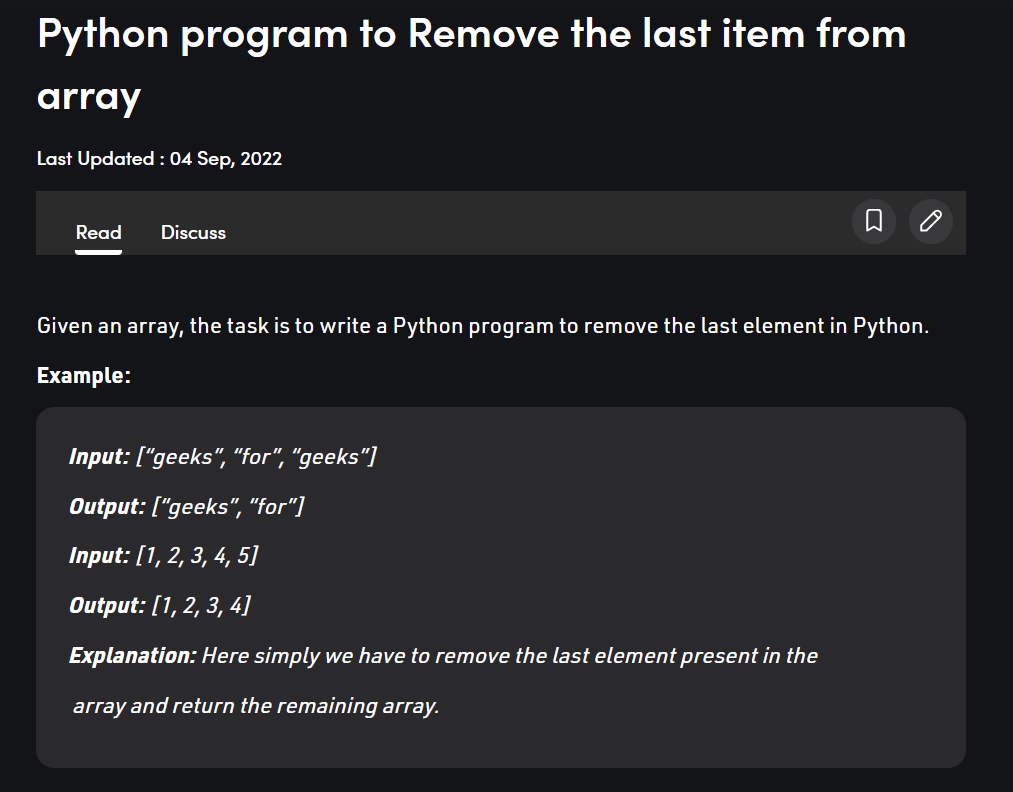 Python program to Remove the last item from
array
Last Updated : 04 Sep, 2022
Read Discuss
Given an array, the task is to write a Python program to remove the last element in Python.
Example:
Input: [“geeks”, “for”, “geeks”]
Output: [“geeks”, “for”]
Input: [1, 2, 3, 4, 5]
Output: [1, 2, 3, 4]
Explanation: Here simply we have to remove the last element present in the
array and return the remaining array.